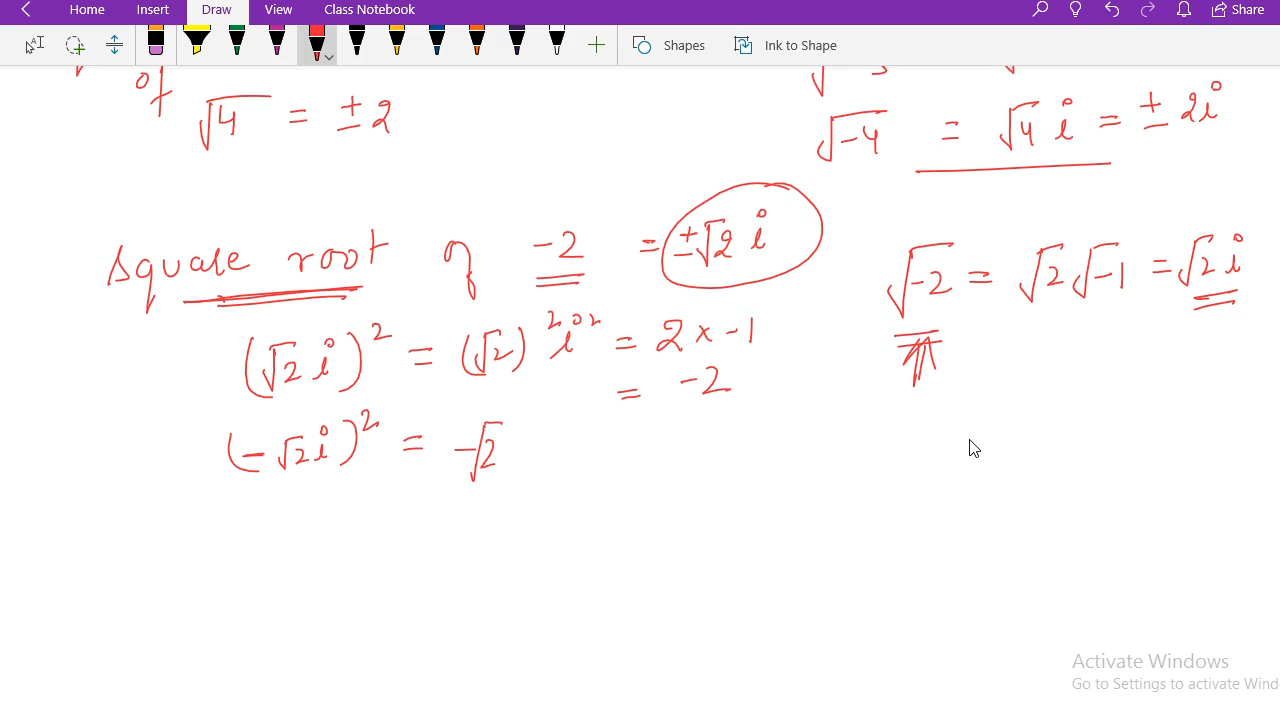 Home Insert Draw View Class Notebook Share
Shapes Ink to Shape
of
√4 = ±2
√-4 = √4 i = ±2i
square root of -2 = ±√2 i
√-2 = √2 √-1 = √2 i
(√2 i)² = (√2)² i² = 2 × -1
= -2
(-√2 i)² = -√2
Activate Windows
Go to Settings to activate Wind